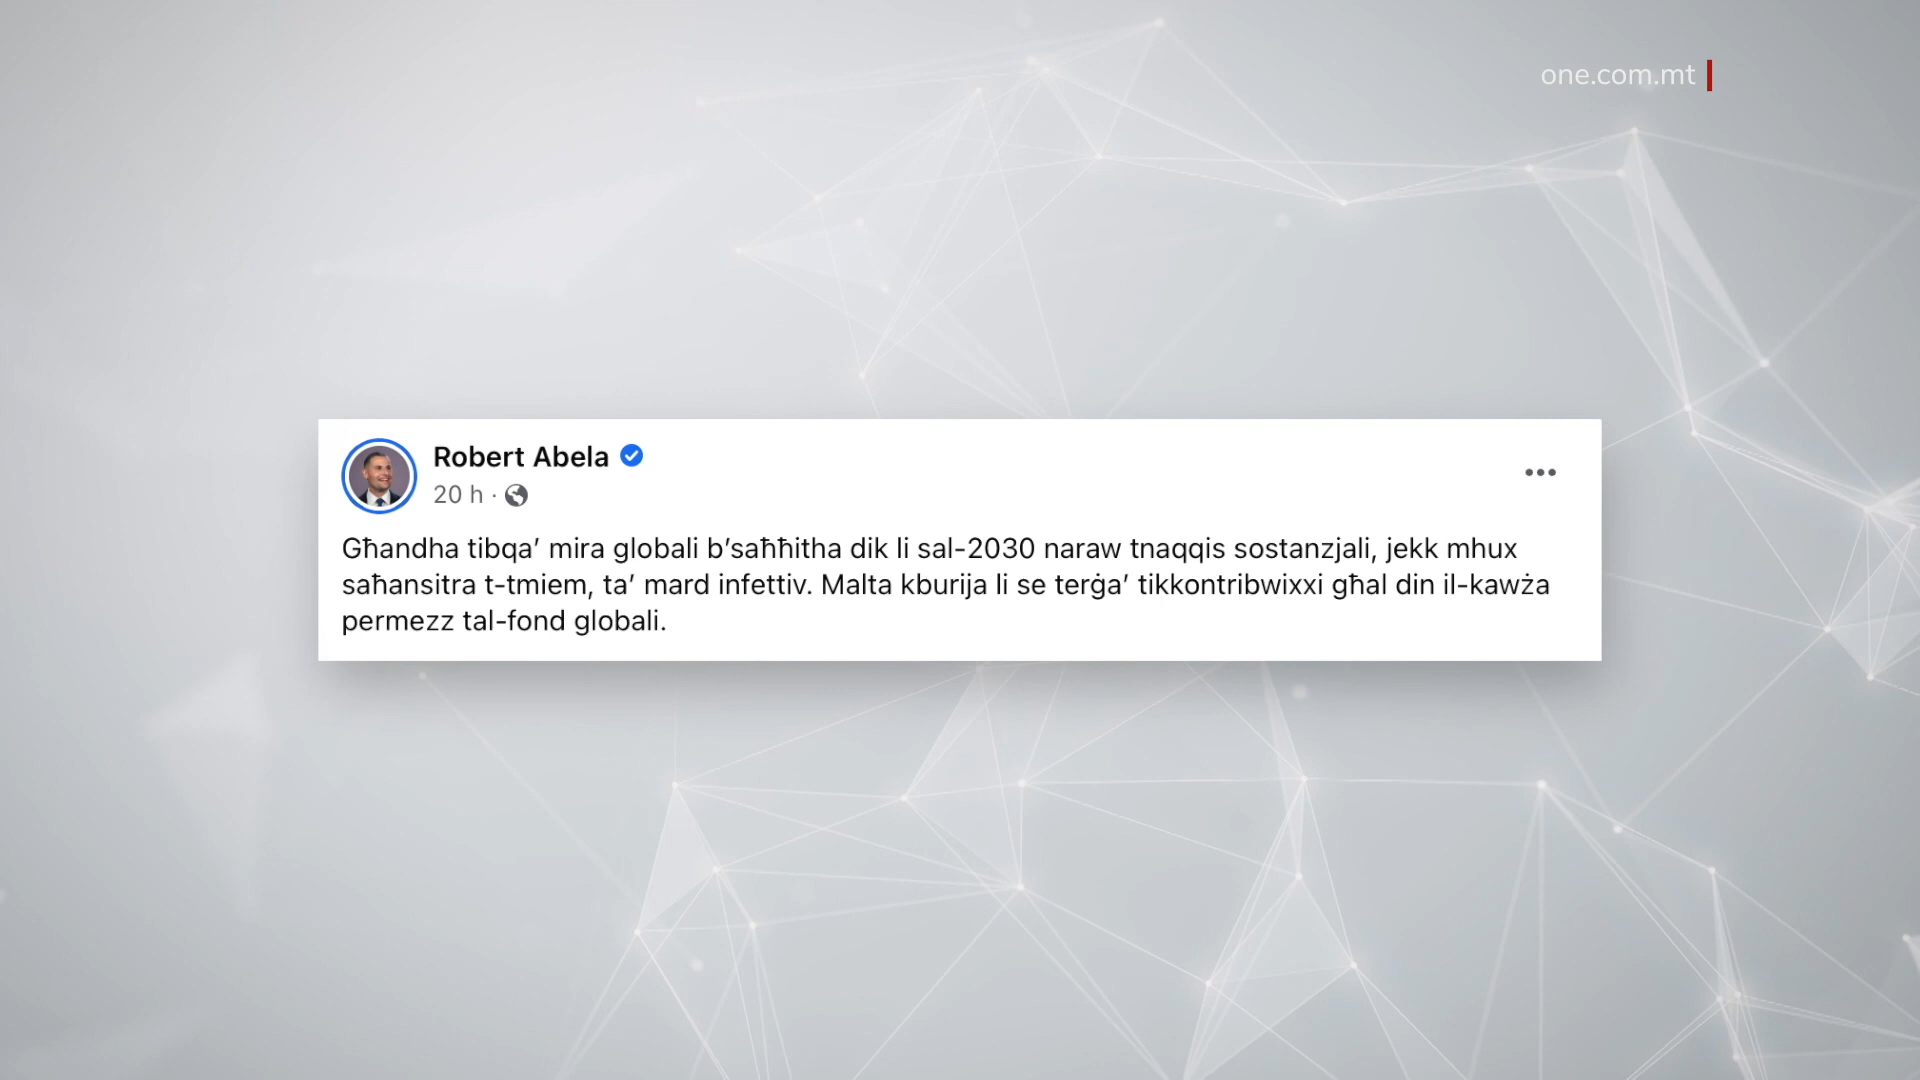 one.com.mt
Robert Abela
20 h ·
Għandha tibqa’ mira globali b’saħħitha dik li sal-2030 naraw tnaqqis sostanzjali, jekk mhux
saħansitra t-tmiem, ta’ mard infettiv. Malta kburija li se terġa’ tikkontribwixxi għal din il-kawża
permezz tal-fond globali.